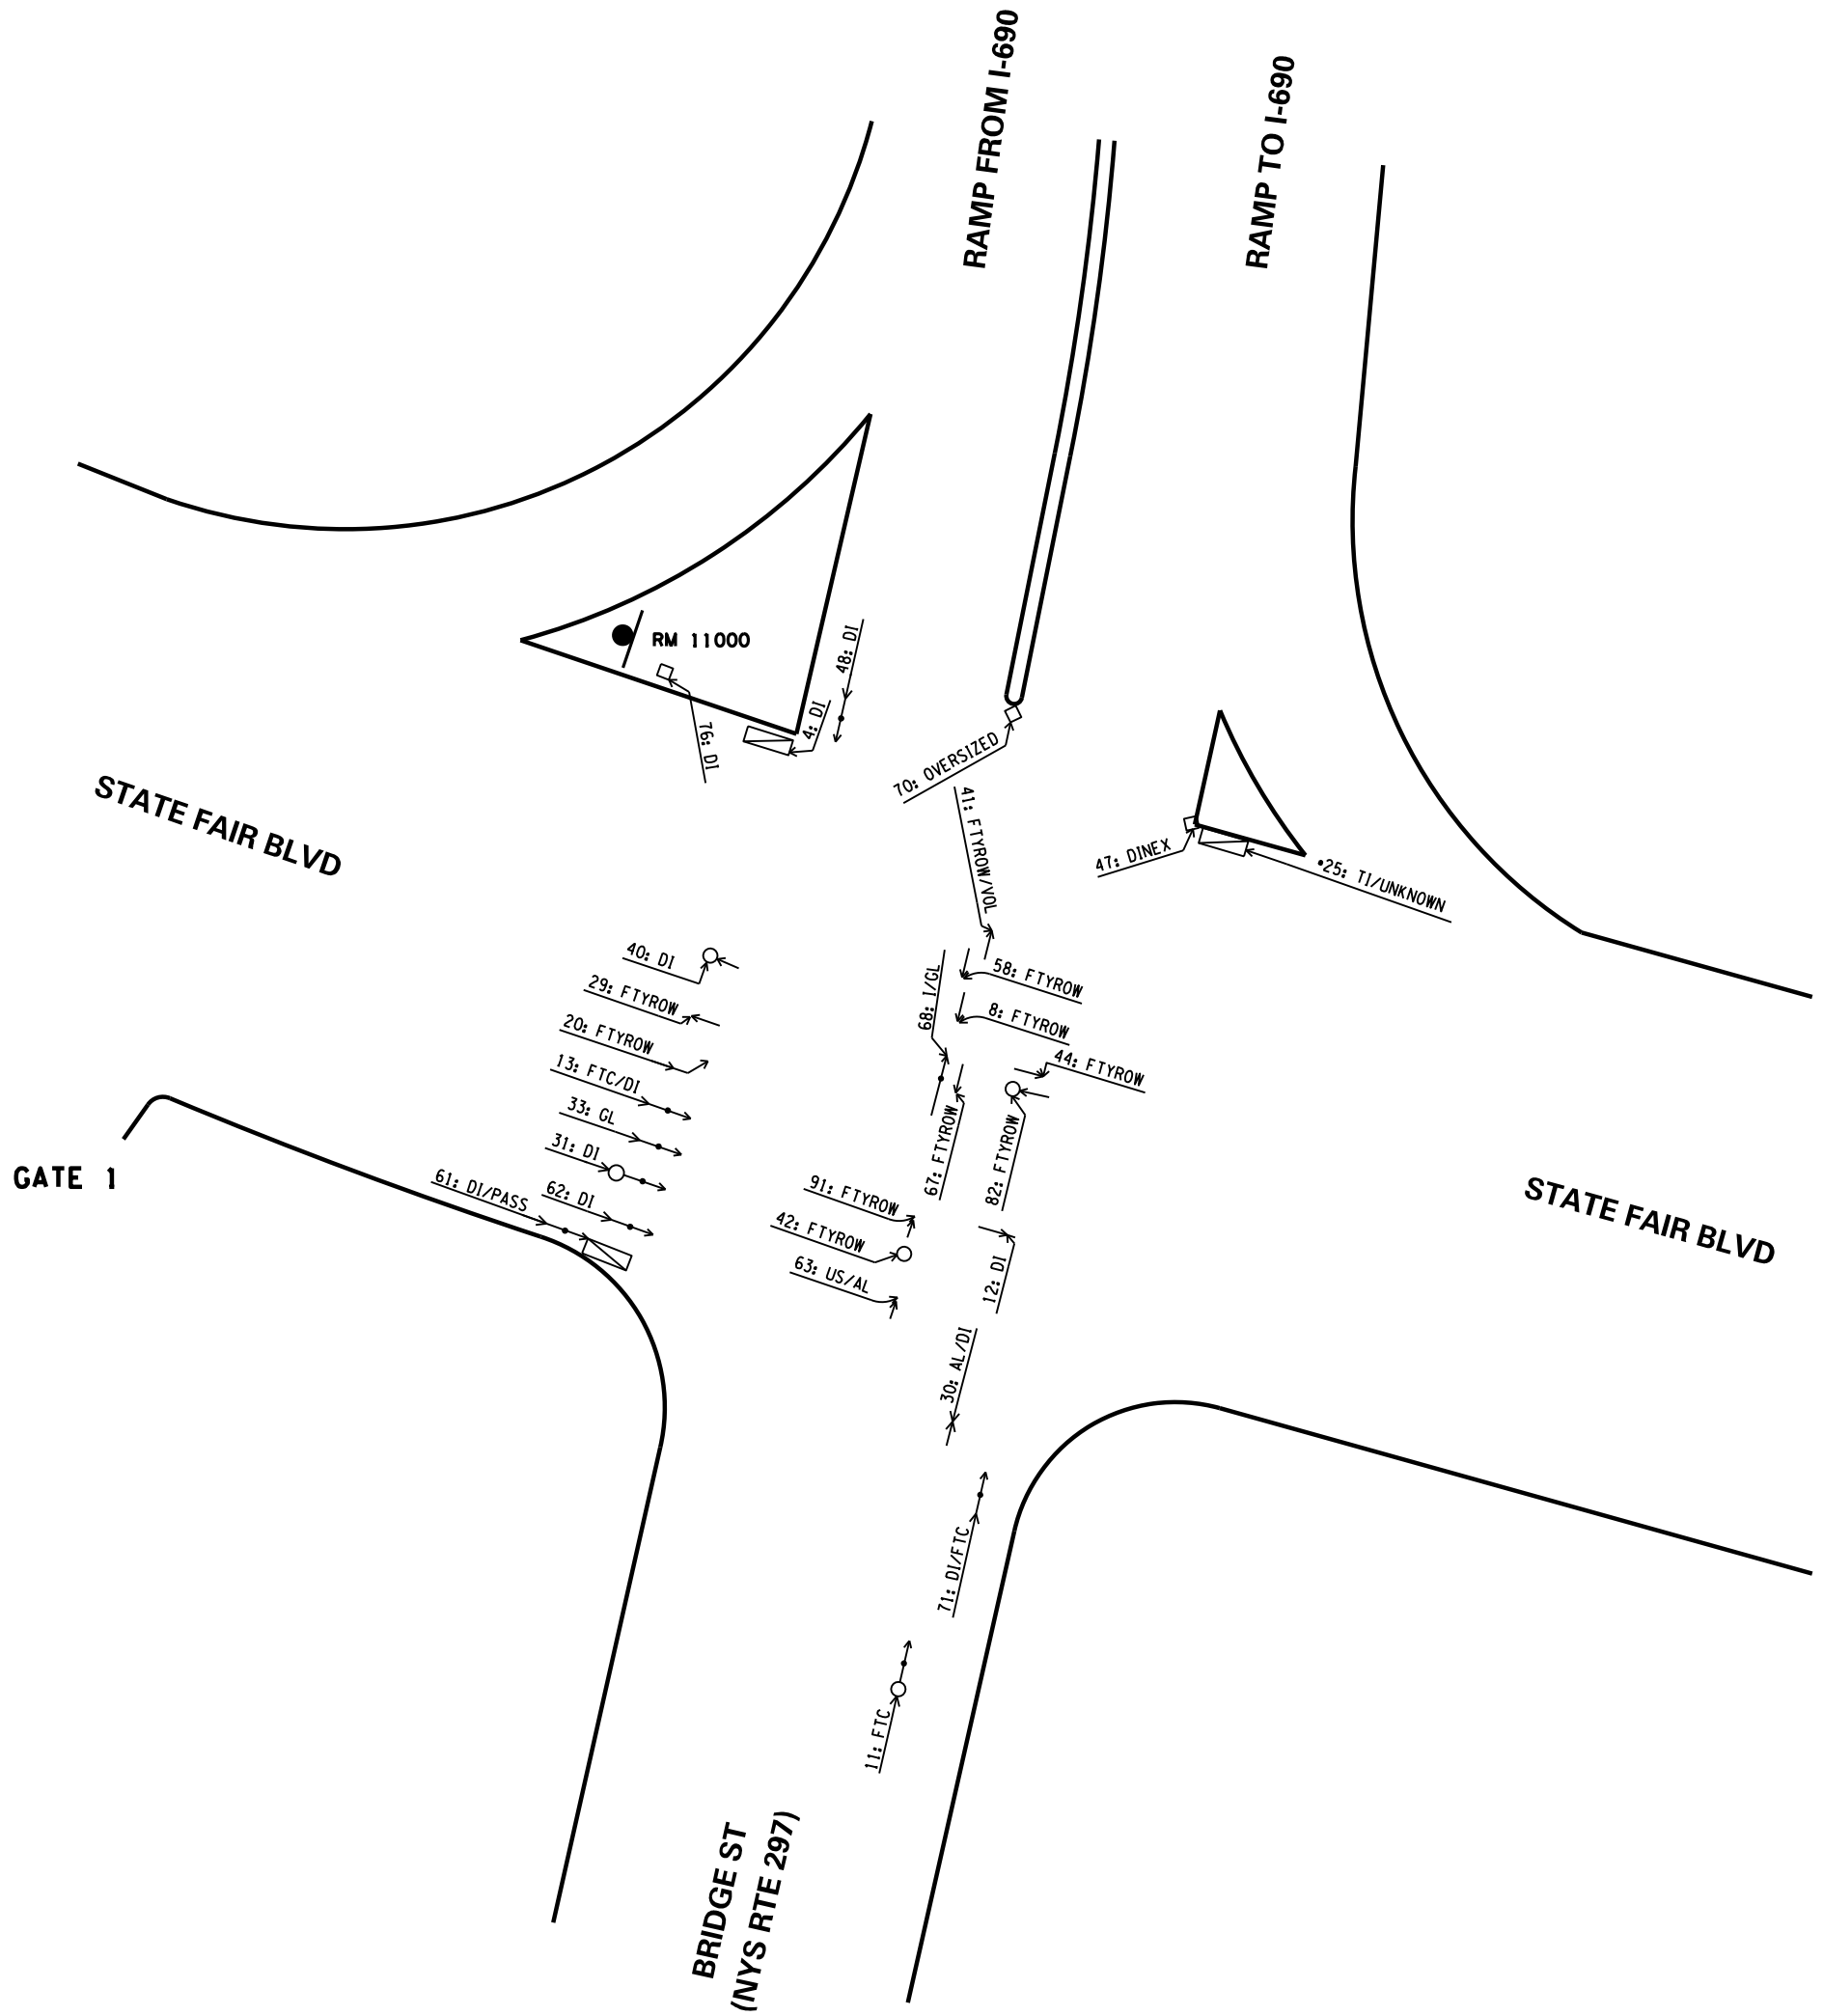 RAMP FROM I-690
RAMP TO I-690
RM 11000
48: DI
4: DI
76: DI
70: OVERSIZED
STATE FAIR BLVD
41: FTYROW/VOL
47: DINEX
•25: TI/UNKNOWN
40: DI
29: FTYROW
20: FTYROW
13: FTC/DI
33: GL
31: DI
61: DI/PASS
62: DI
68: I/GL
58: FTYROW
8: FTYROW
44: FTYROW
67: FTYROW
82: FTYROW
GATE 1
91: FTYROW
42: FTYROW
63: US/AL
12: DI
STATE FAIR BLVD
30: AL/DI
71: DI/FTC
11: FTC
BRIDGE ST
(NYS RTE 297)